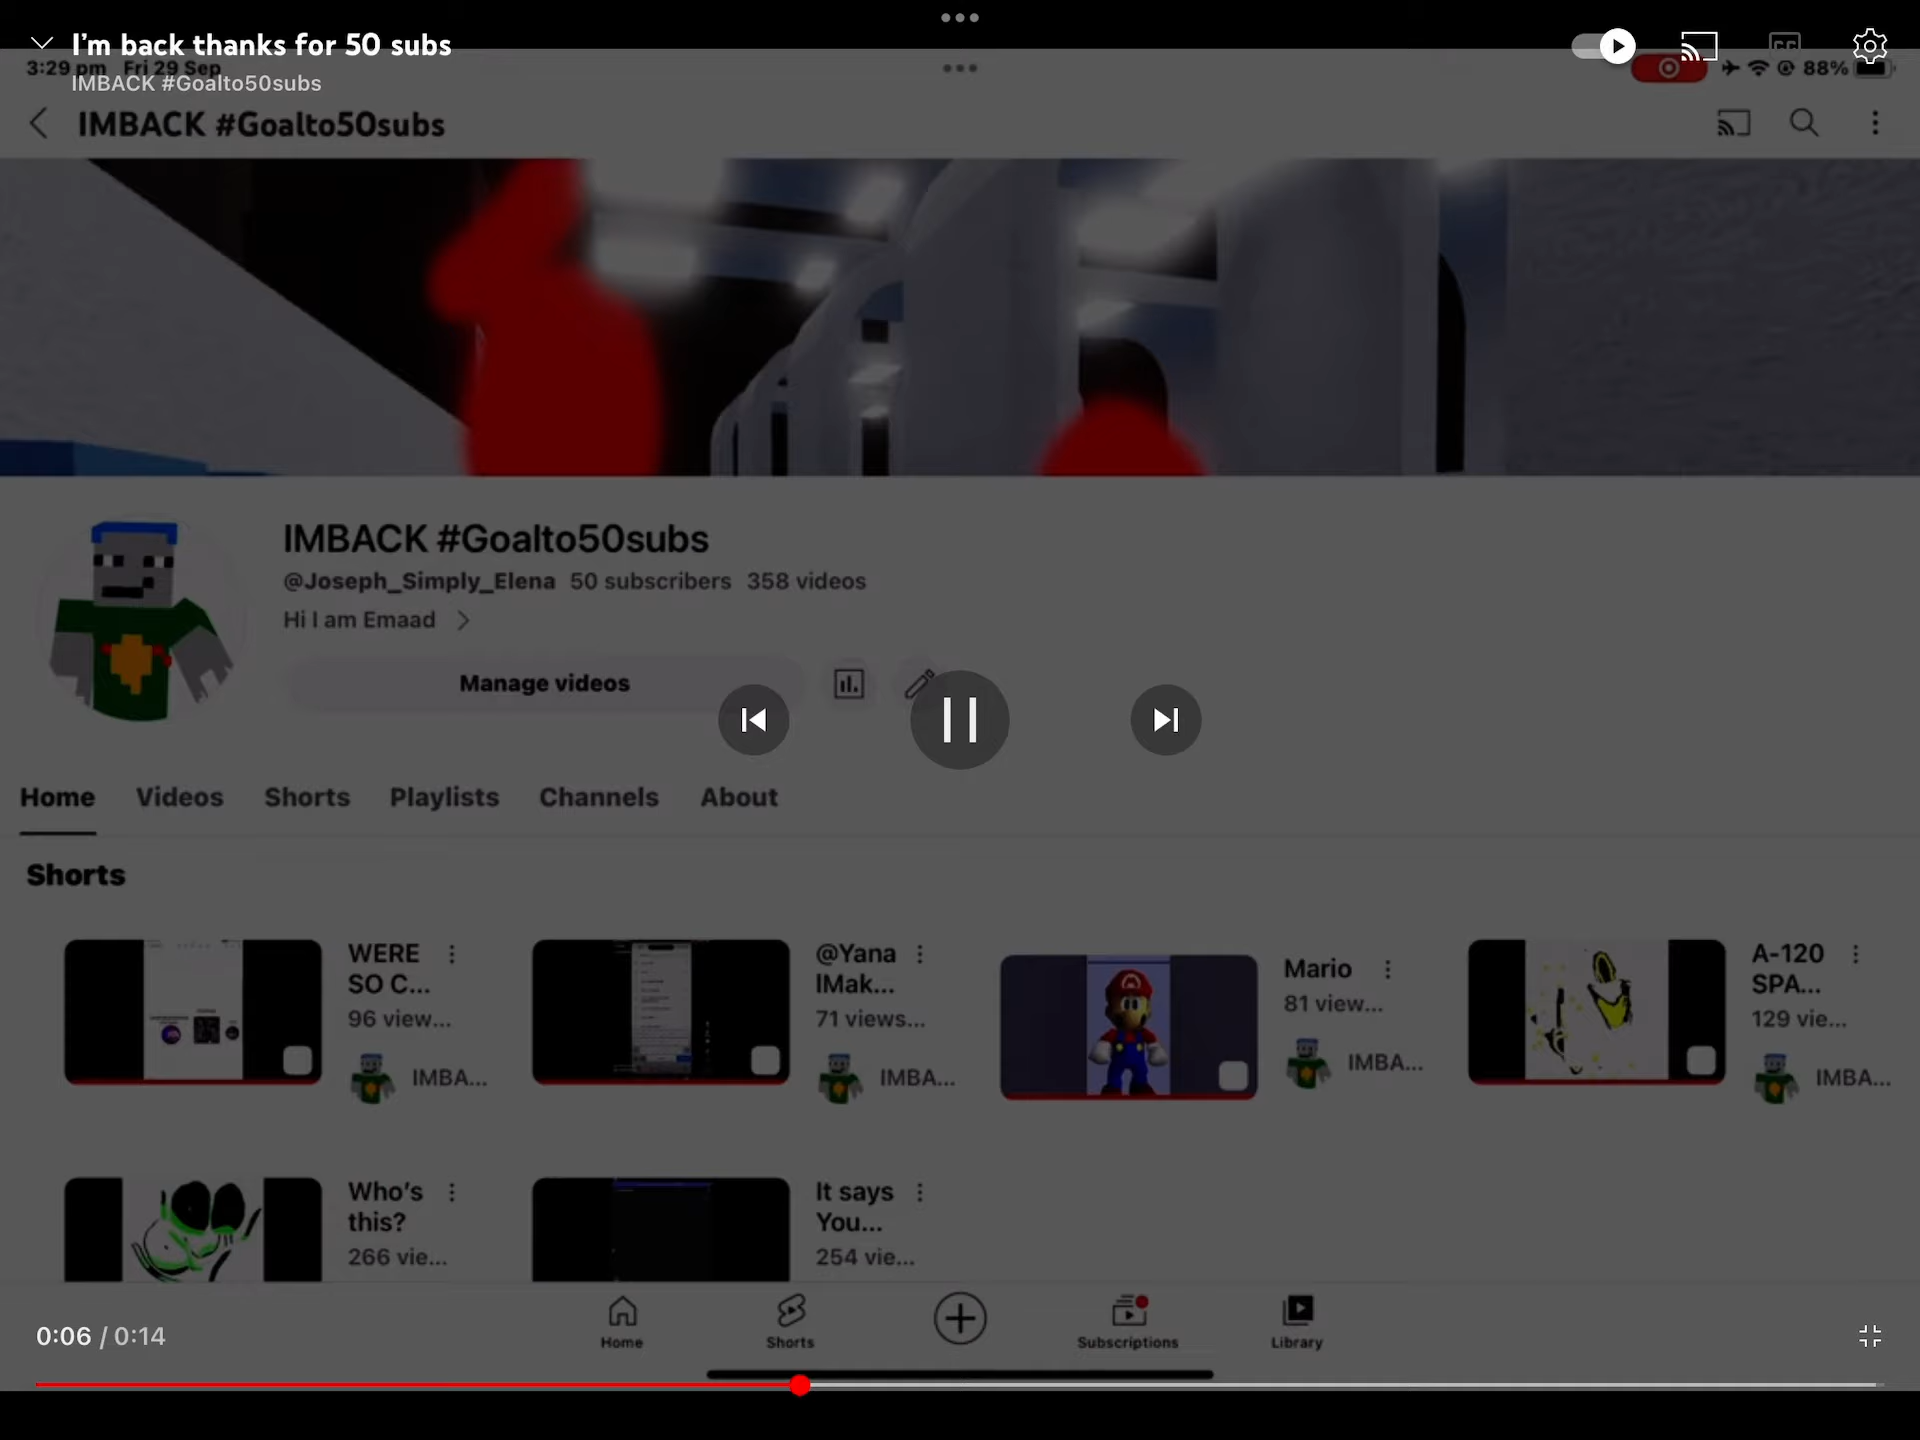 I'm back thanks for 50 subs
3:29 pm Fri 29 Sep
IMBACK #Goalto50subs
88%
IMBACK #Goalto50subs
IMBACK #Goalto50subs
@Joseph_Simply_Elena 50 subscribers 358 videos
Hi I am Emaad
Manage videos
Home Videos Shorts Playlists Channels About
Shorts
WERE
SO C...
96 view...
IMBA...
@Yana
IMak...
71 views...
IMBA...
Mario
81 view...
IMBA...
A-120
SPA...
129 vie...
IMBA...
Who's
this?
266 vie...
It says
You...
254 vie...
0:06 / 0:14
Home Shorts Subscriptions Library